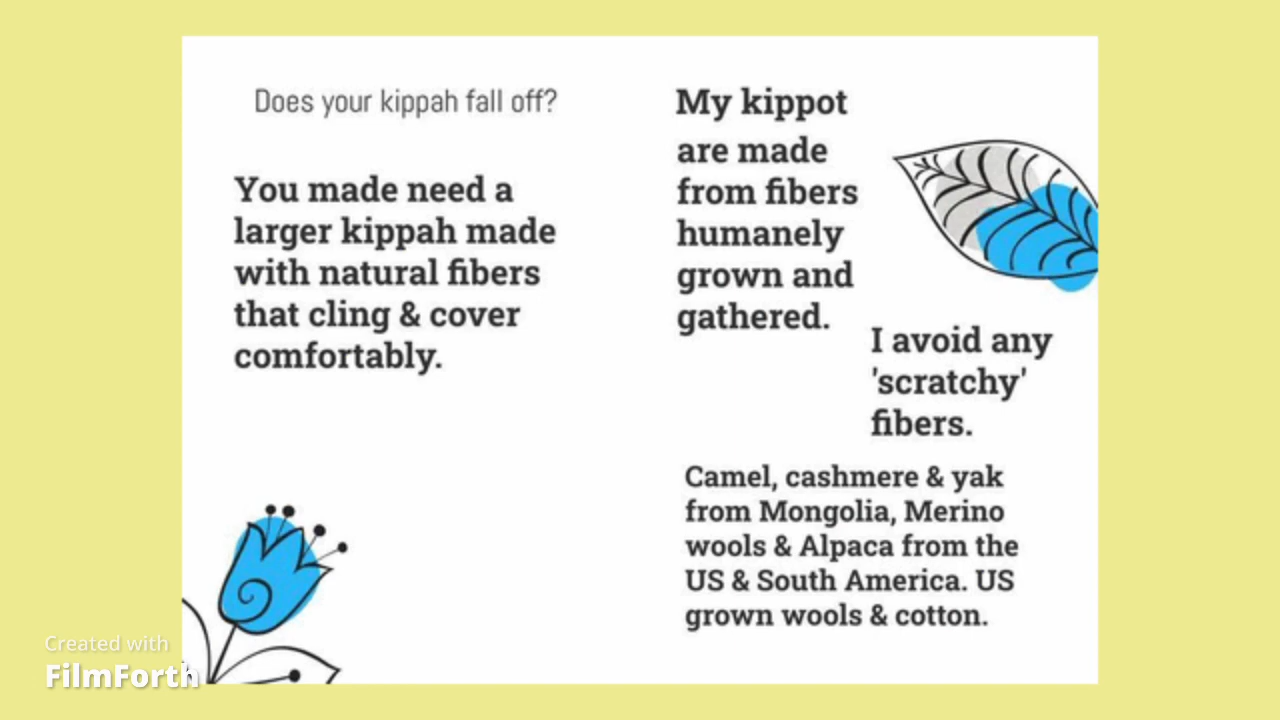 Does your kippah fall off?
You made need a
larger kippah made
with natural fibers
that cling & cover
comfortably.
My kippot
are made
from fibers
humanely
grown and
gathered.
I avoid any
'scratchy'
fibers.
Camel, cashmere & yak
from Mongolia, Merino
wools & Alpaca from the
US & South America. US
grown wools & cotton.
Created with
FilmForth